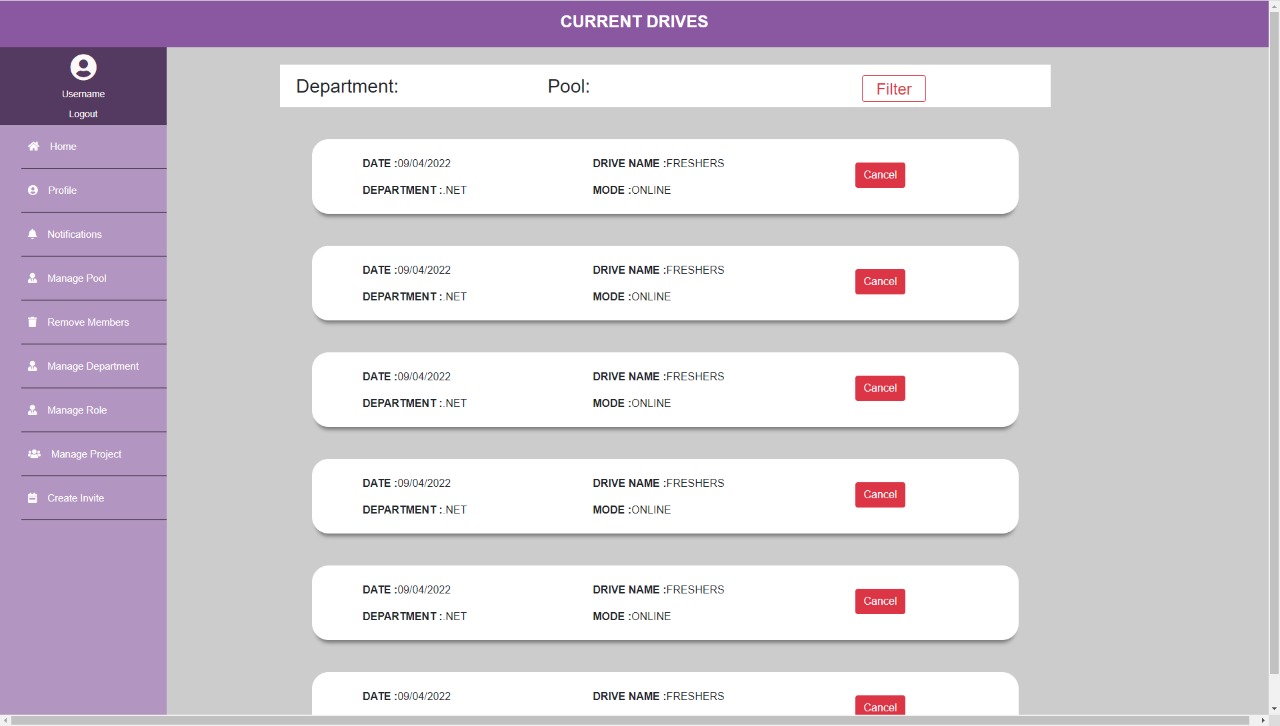 CURRENT DRIVES
Username
Logout
Home
Profile
Notifications
Manage Pool
Remove Members
Manage Department
Manage Role
Manage Project
Create Invite
Department: Pool: Filter
DATE :09/04/2022 DRIVE NAME :FRESHERS
Cancel
DEPARTMENT :.NET MODE :ONLINE
DATE :09/04/2022 DRIVE NAME :FRESHERS
Cancel
DEPARTMENT :.NET MODE :ONLINE
DATE :09/04/2022 DRIVE NAME :FRESHERS
Cancel
DEPARTMENT :.NET MODE :ONLINE
DATE :09/04/2022 DRIVE NAME :FRESHERS
Cancel
DEPARTMENT :.NET MODE :ONLINE
DATE :09/04/2022 DRIVE NAME :FRESHERS
Cancel
DEPARTMENT :.NET MODE :ONLINE
DATE :09/04/2022 DRIVE NAME :FRESHERS
Cancel